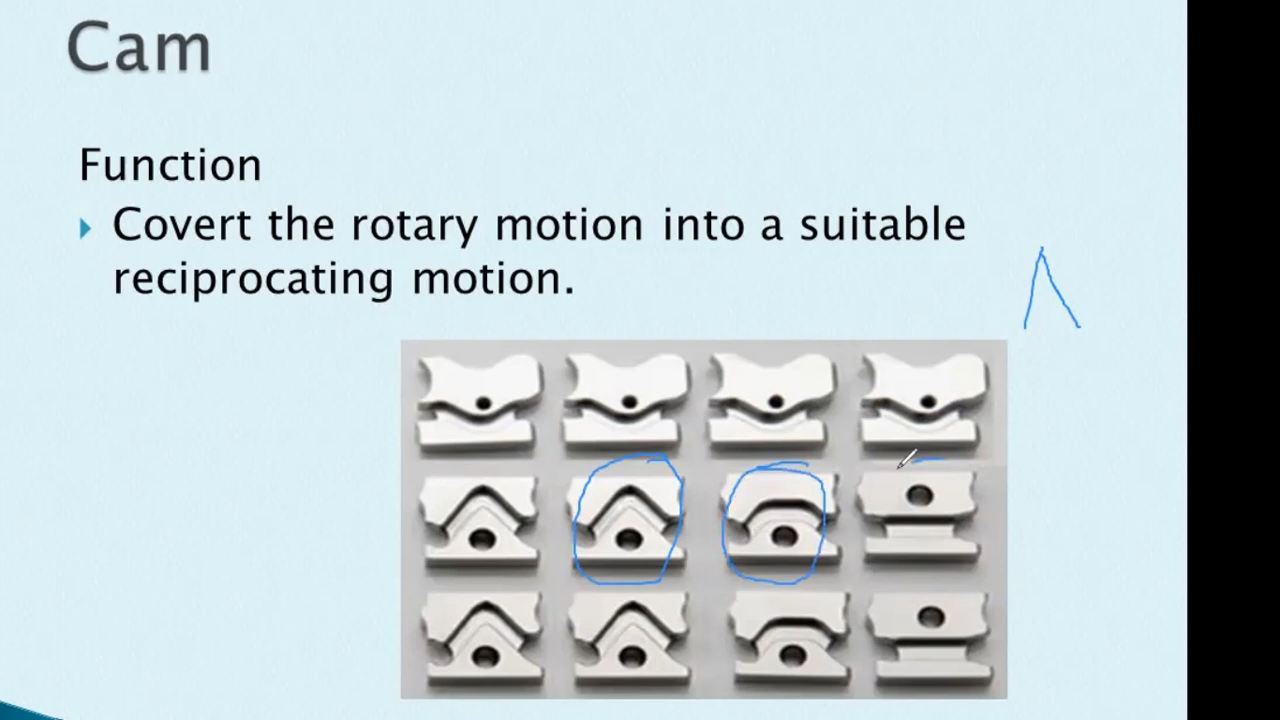 Cam
Function
Covert the rotary motion into a suitable
reciprocating motion.